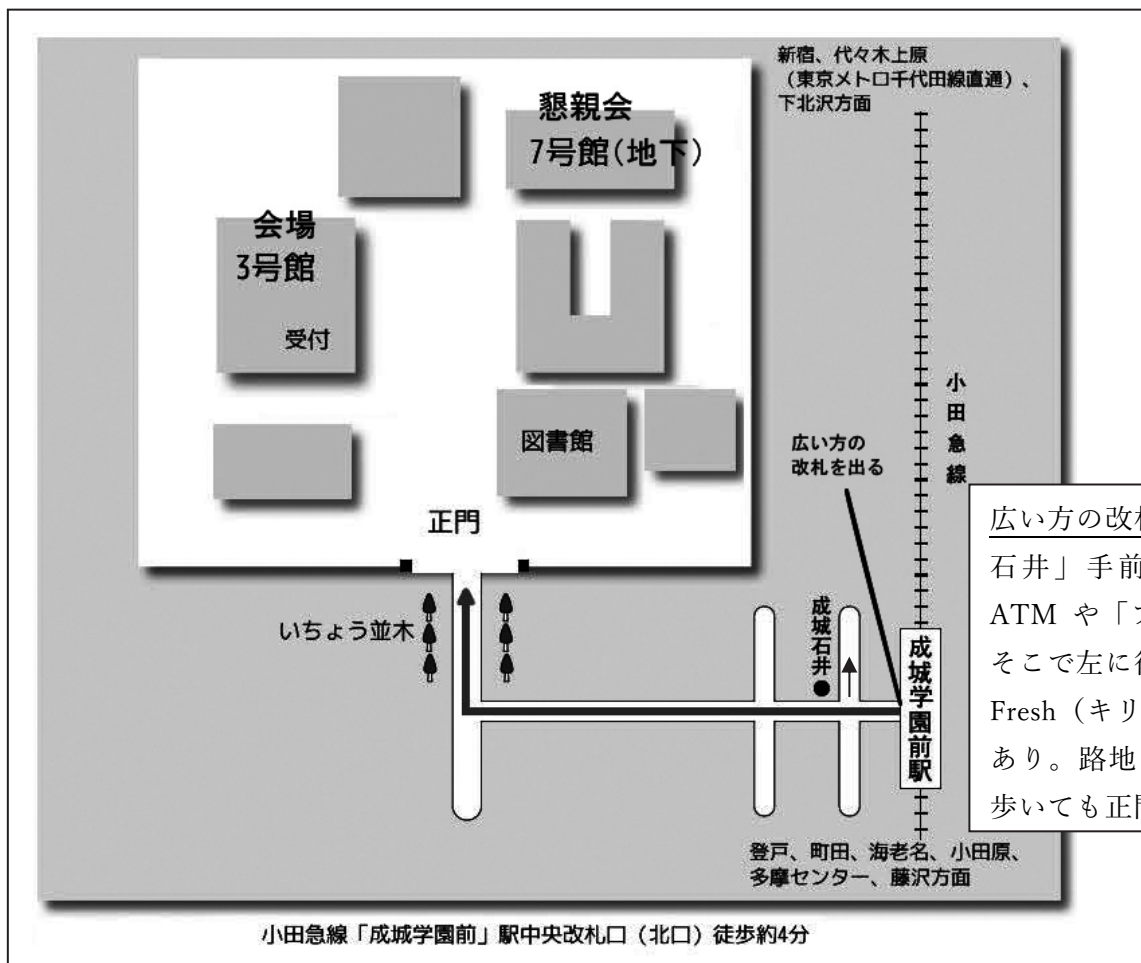 新宿、代々木上原
（東京メトロ千代田線直通）、
下北沢方面
懇親会
7号館(地下)
会場
3号館
受付
小田急線
図書館
広い方の
改札を出る
正門
いちょう並木
成城石井
成城学園前駅
広い方の改
石井」手前
ATM や「
そこで左に
Fresh（キリ
あり。路地
歩いても正
登戸、町田、海老名、小田原、
多摩センター、藤沢方面
小田急線「成城学園前」駅中央改札口（北口）徒歩約4分